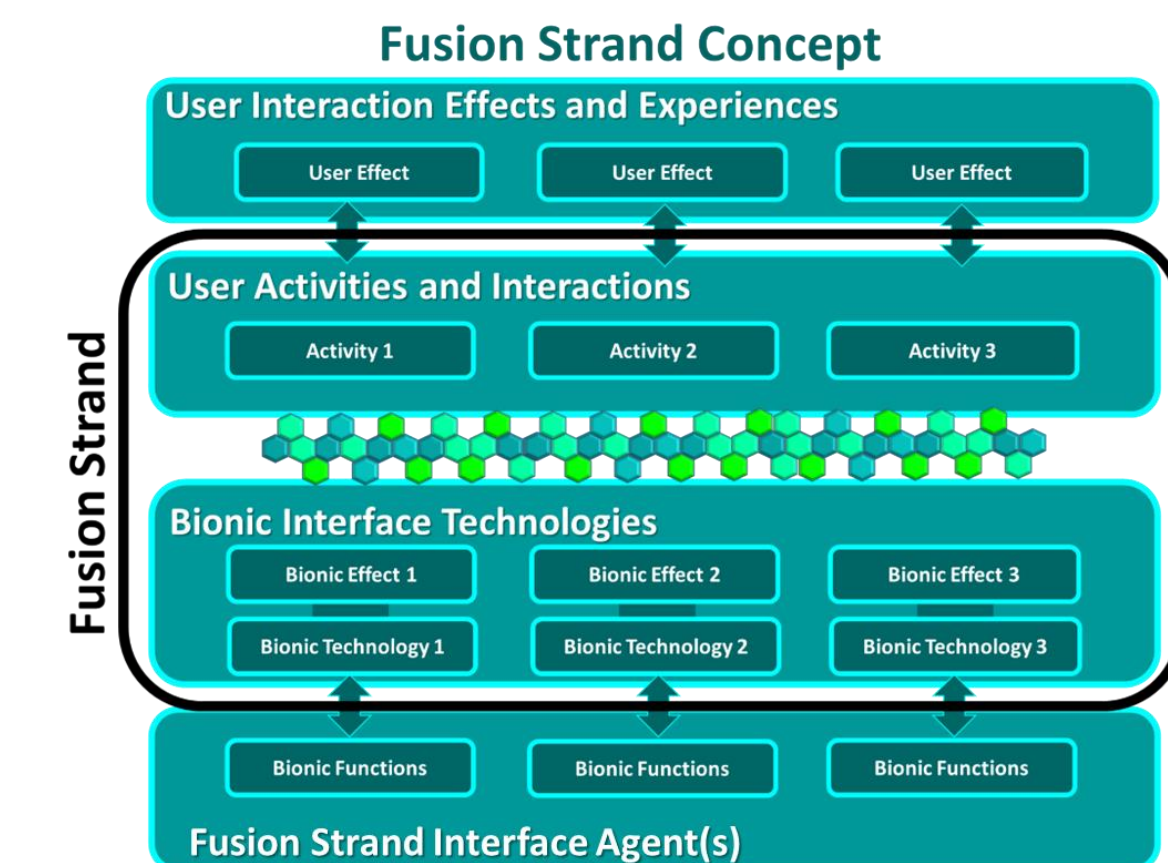 Fusion Strand Concept
User Interaction Effects and Experiences
User Effect
User Effect
User Effect
Fusion Strand
User Activities and Interactions
Activity 1
Activity 2
Activity 3
Bionic Interface Technologies
Bionic Effect 1
Bionic Effect 2
Bionic Effect 3
Bionic Technology 1
Bionic Technology 2
Bionic Technology 3
Bionic Functions
Bionic Functions
Bionic Functions
Fusion Strand Interface Agent(s)